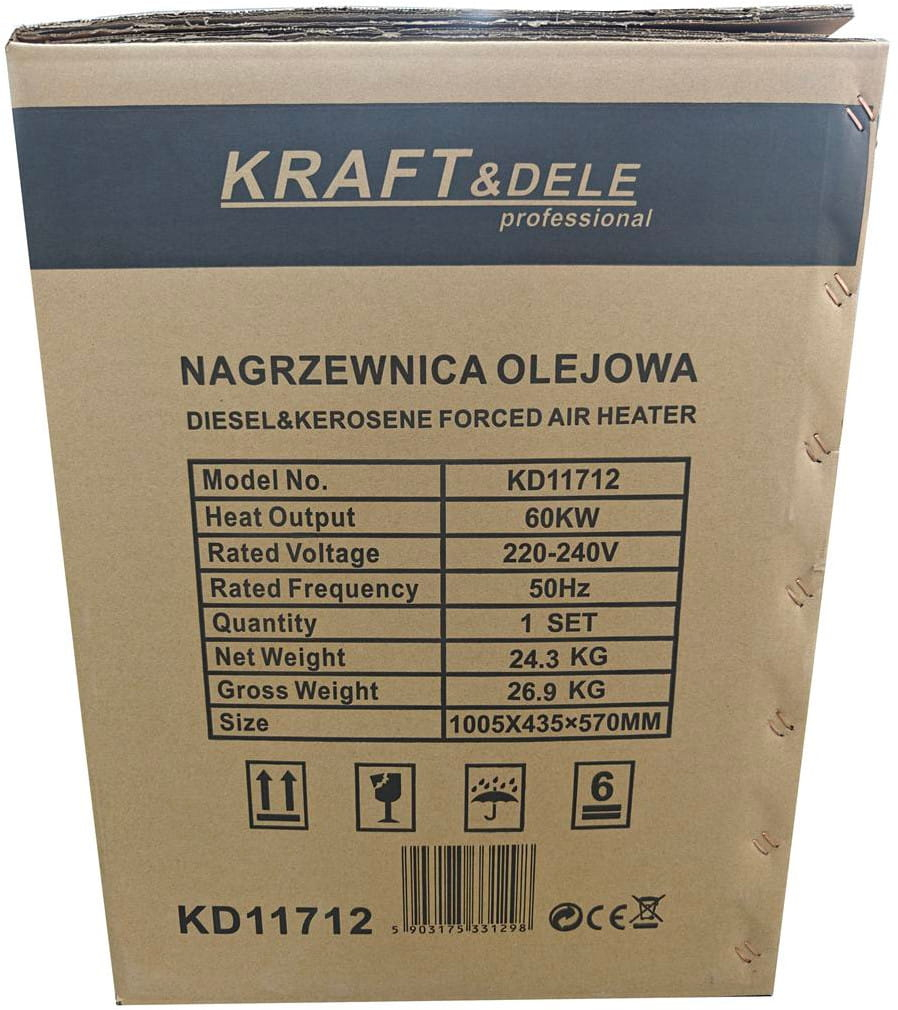 KRAFT&DELE
professional
NAGRZEWNICA OLEJOWA
DIESEL&KEROSENE FORCED AIR HEATER
Model No. KD11712
Heat Output 60KW
Rated Voltage 220-240V
Rated Frequency 50Hz
Quantity 1 SET
Net Weight 24.3 KG
Gross Weight 26.9 KG
Size 1005X435×570MM
6
KD11712
5 903175 331298
CE